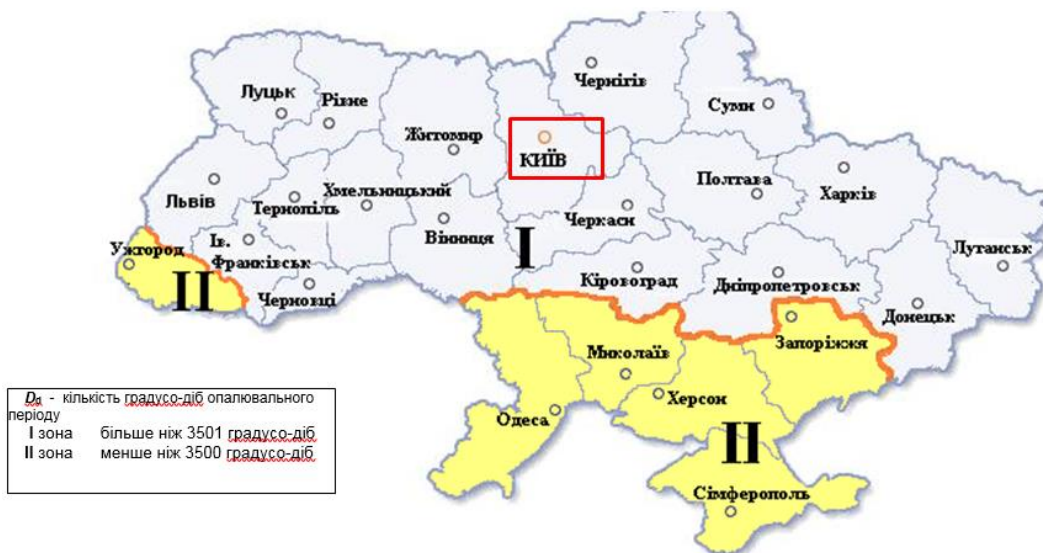 Чернігів
Луцьк
Рівне
Суми
Житомир
КИЇВ
Львів
Тернопіль
Хмельницький
Полтава
Харків
Вінниця
Черкаси
I
Ужгород
Ів.
Франківськ
Луганськ
II
Черновці
Кіровоград
Дніпропетровськ
Донецьк
Запоріжжя
Миколаїв
Херсон
Одеса
II
Сімферополь
Dd - кількість градусо-діб опалювального
періоду
I зона більше ніж 3501 градусо-діб
II зона менше ніж 3500 градусо-діб